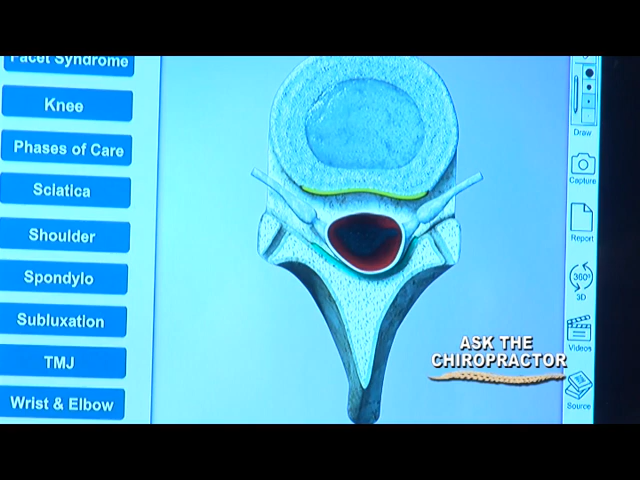 Facet Syndrome
Knee
Phases of Care
Sciatica
Shoulder
Spondylo
Subluxation
TMJ
Wrist & Elbow
Draw
Capture
Report
360°
3D
Videos
Source
ASK THE
CHIROPRACTOR